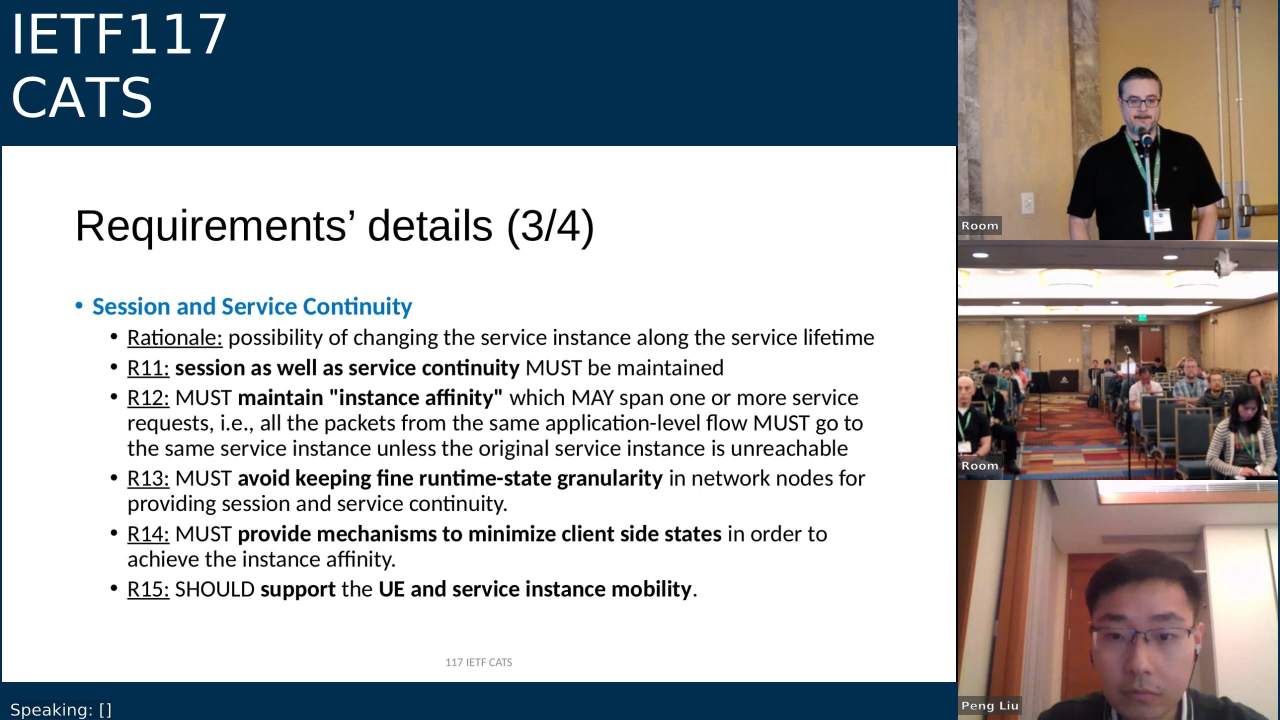 IETF117
CATS
Requirements’ details (3/4)
• Session and Service Continuity
• Rationale: possibility of changing the service instance along the service lifetime
• R11: session as well as service continuity MUST be maintained
• R12: MUST maintain "instance affinity" which MAY span one or more service
requests, i.e., all the packets from the same application-level flow MUST go to
the same service instance unless the original service instance is unreachable
• R13: MUST avoid keeping fine runtime-state granularity in network nodes for
providing session and service continuity.
• R14: MUST provide mechanisms to minimize client side states in order to
achieve the instance affinity.
• R15: SHOULD support the UE and service instance mobility.
117 IETF CATS
Speaking: []
Room
Room
Peng Liu